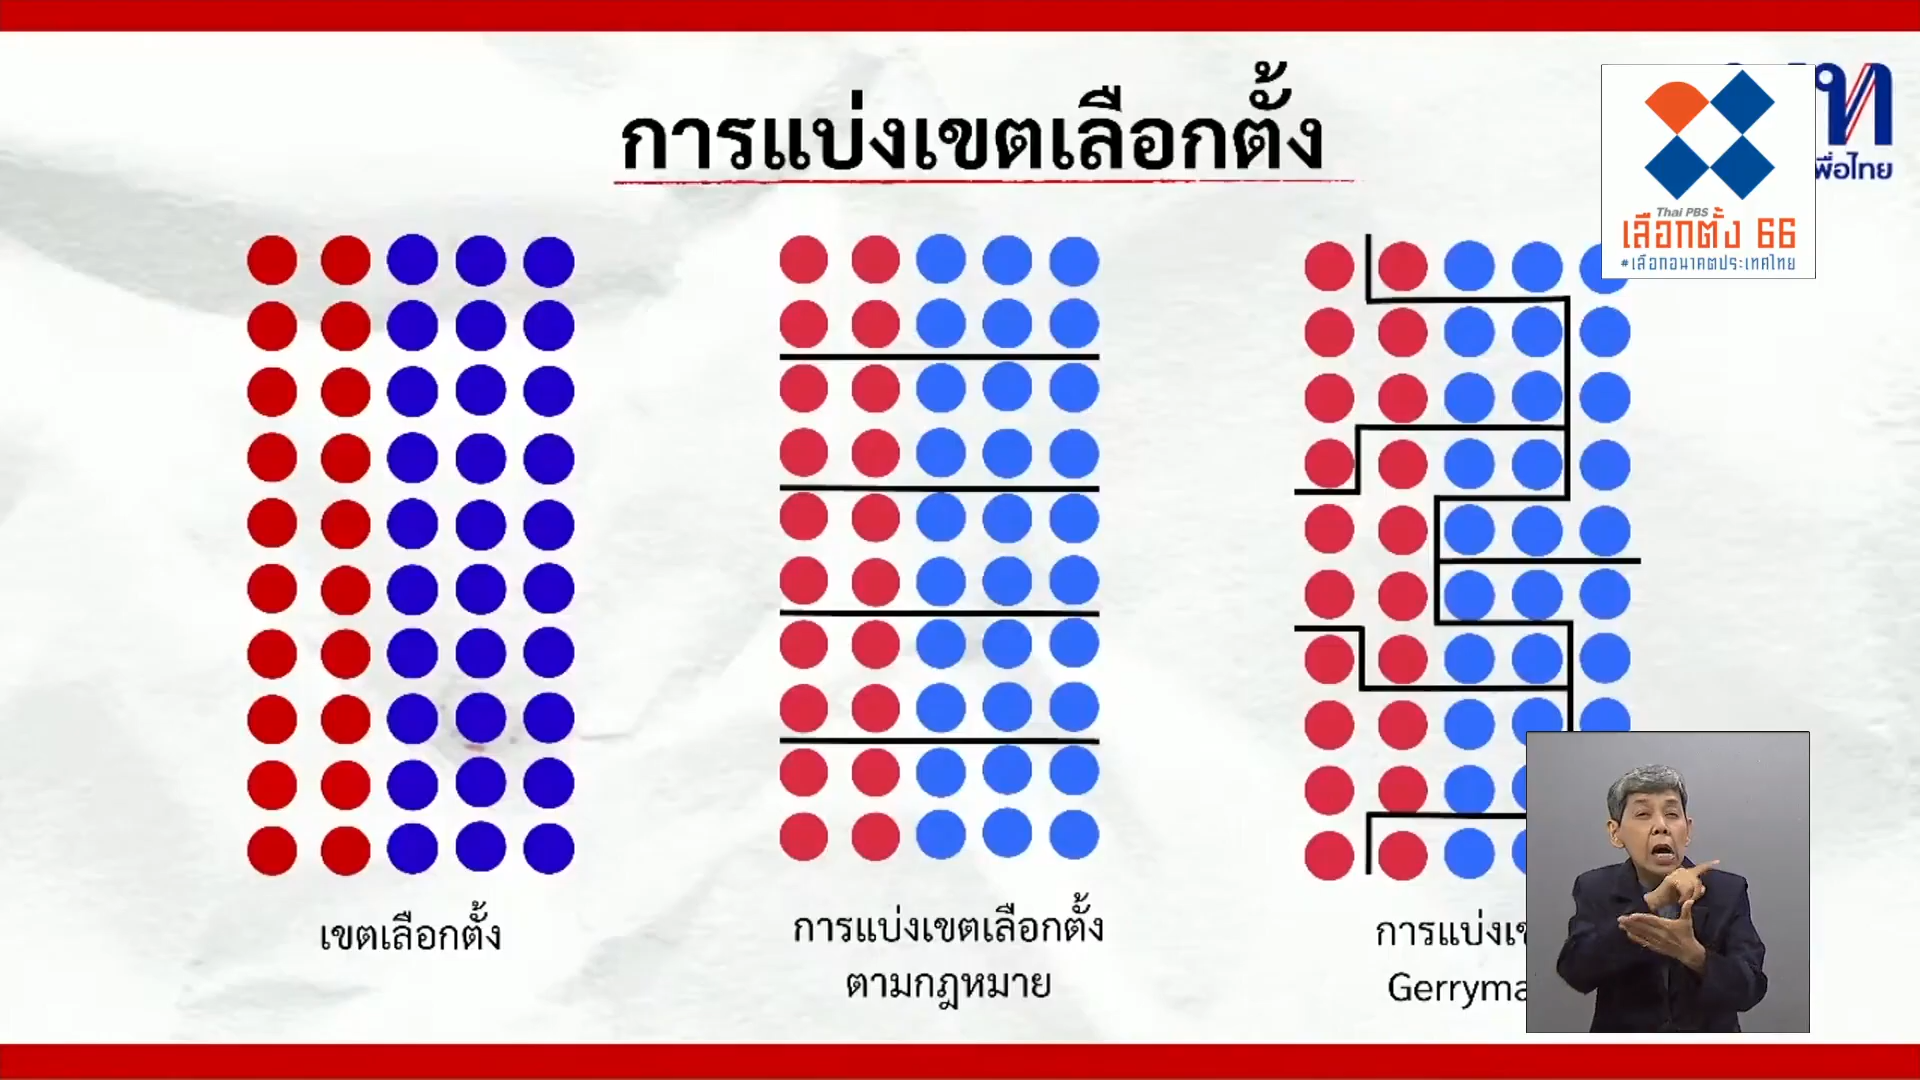 การแบ่งเขตเลือกตั้ง
พท
เพื่อไทย
Thai PBS
เลือกตั้ง 66
#เลือกอนาคตประเทศไทย
เขตเลือกตั้ง
การแบ่งเขตเลือกตั้ง
ตามกฎหมาย
การแบ่งเข
Gerryma